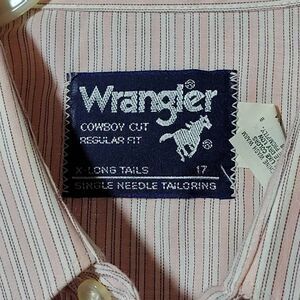 Wrangler®
COWBOY CUT
REGULAR FIT
X-LONG TAILS 17
SINGLE NEEDLE TAILORING